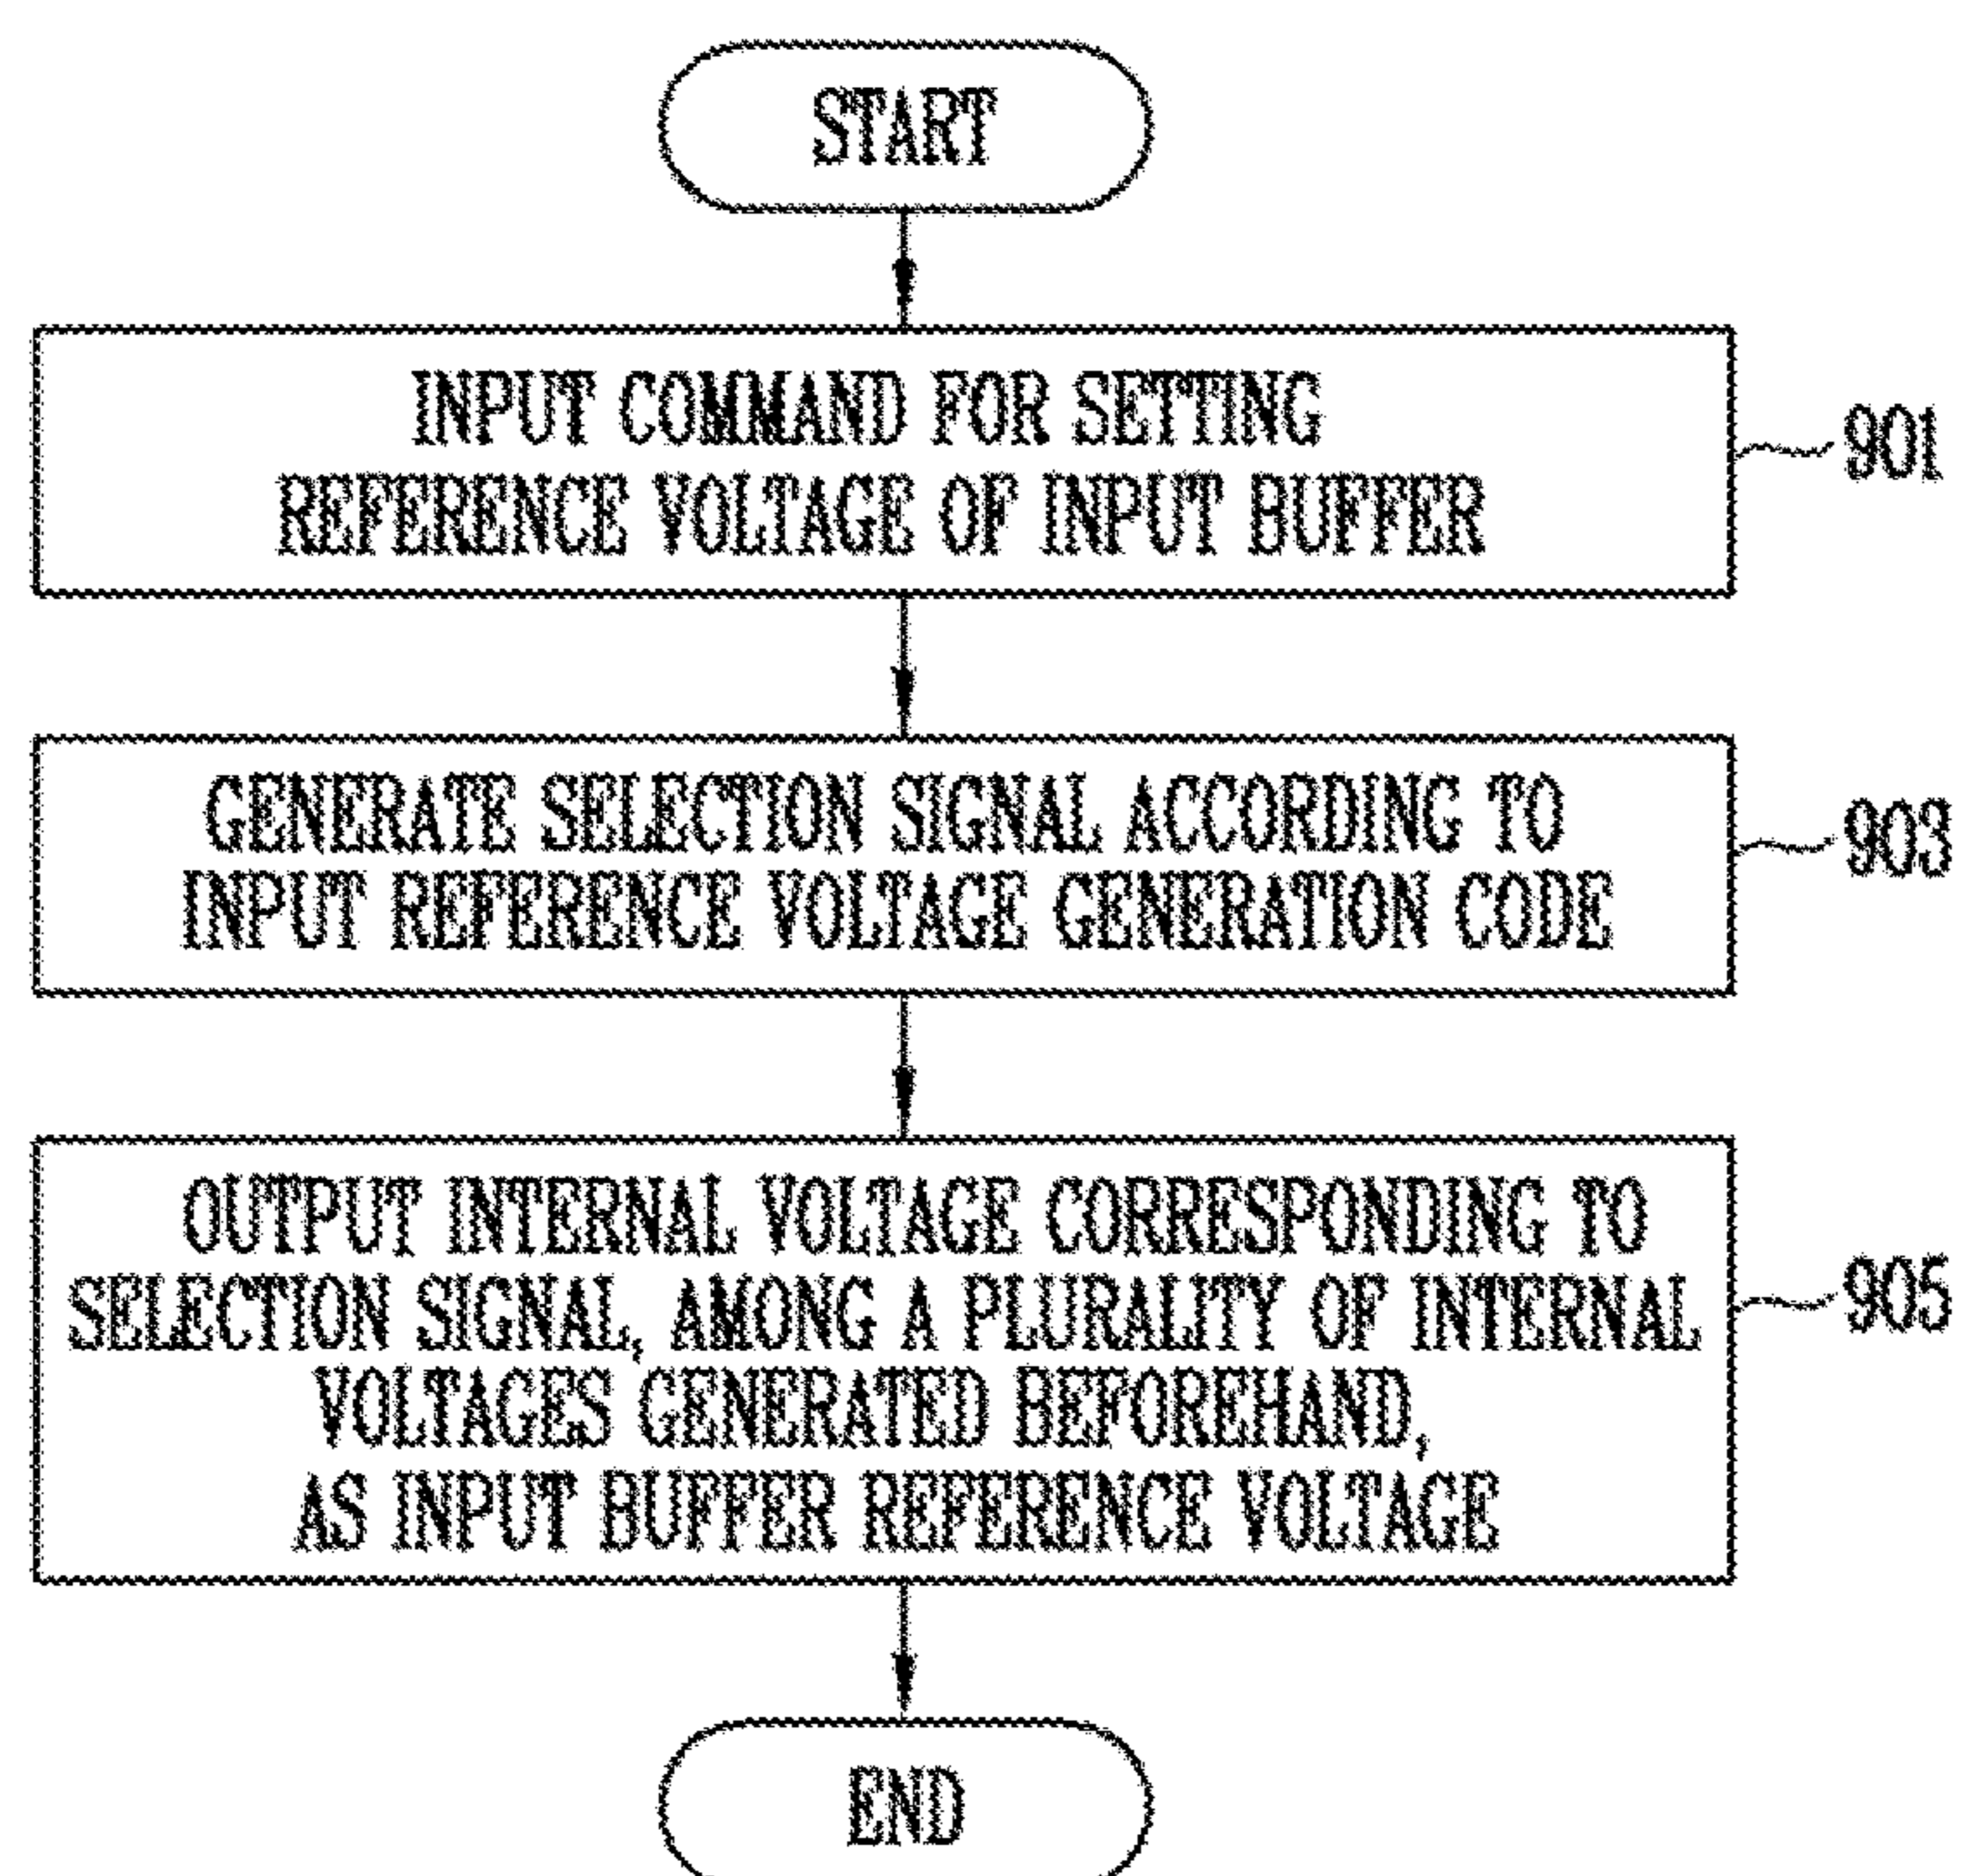 START
INPUT COMMAND FOR SETTING
REFERENCE VOLTAGE OF INPUT BUFFER
901
GENERATE SELECTION SIGNAL ACCORDING TO
INPUT REFERENCE VOLTAGE GENERATION CODE
903
OUTPUT INTERNAL VOLTAGE CORRESPONDING TO
SELECTION SIGNAL, AMONG A PLURALITY OF INTERNAL
VOLTAGES GENERATED BEFOREHAND,
AS INPUT BUFFER REFERENCE VOLTAGE
905
END